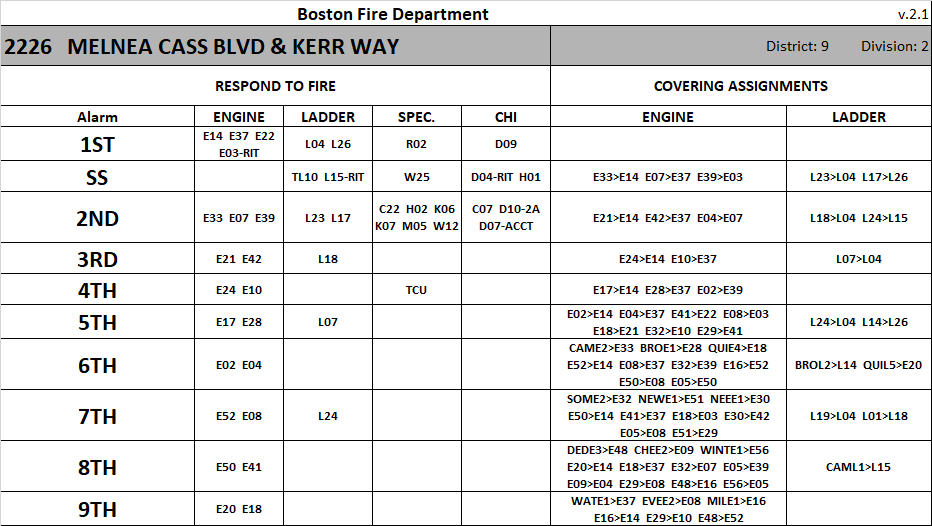 Boston Fire Department v.2.1
2226 MELNEA CASS BLVD & KERR WAY District: 9 Division: 2
RESPOND TO FIRE COVERING ASSIGNMENTS
Alarm ENGINE LADDER SPEC. CHI ENGINE LADDER
1ST E14 E37 E22 L04 L26 R02 D09
E03-RIT
SS TL10 L15-RIT W25 D04-RIT H01 E33>E14 E07>E37 E39>E03 L23>L04 L17>L26
2ND E33 E07 E39 L23 L17 C22 H02 K06 C07 D10-2A E21>E14 E42>E37 E04>E07 L18>L04 L24>L15
K07 M05 W12 D07-ACCT
3RD E21 E42 L18 E24>E14 E10>E37 L07>L04
4TH E24 E10 TCU E17>E14 E28>E37 E02>E39
5TH E17 E28 L07 E02>E14 E04>E37 E41>E22 E08>E03 L24>L04 L14>L26
E18>E21 E32>E10 E29>E41
6TH E02 E04 CAME2>E33 BROE1>E28 QUIE4>E18
E52>E14 E08>E37 E32>E39 E16>E52 BROL2>L14 QUIL5>E20
E50>E08 E05>E50
7TH E52 E08 L24 SOME2>E32 NEWE1>E51 NEEE1>E30
E50>E14 E41>E37 E18>E03 E30>E42 L19>L04 L01>L18
E05>E08 E51>E29
8TH E50 E41 DEDE3>E48 CHEE2>E09 WINTE1>E56
E20>E14 E18>E37 E32>E07 E05>E39 CAML1>L15
E09>E04 E29>E08 E48>E16 E56>E05
9TH E20 E18 WATE1>E37 EVEE2>E08 MILE1>E16
E16>E14 E29>E10 E48>E52